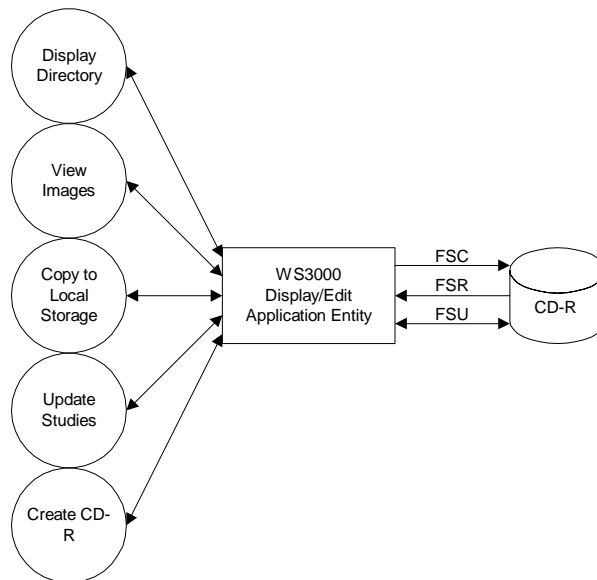 Display
Directory
View
Images
Copy to
Local
Storage
Update
Studies
Create CD-
R
WS3000
Display/Edit
Application Entity
FSC
FSR
FSU
CD-R